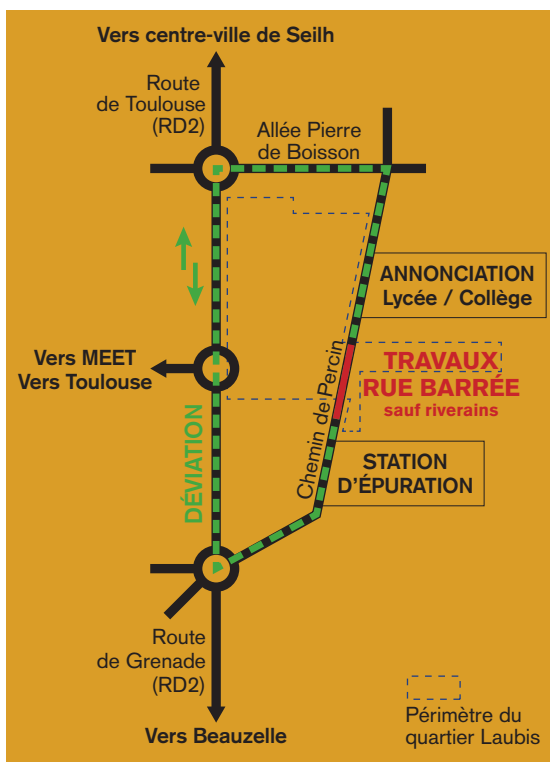 Vers centre-ville de Seilh
Route
de Toulouse
(RD2)
Allée Pierre
de Boisson
ANNONCIATION
Lycée / Collège
Vers MEET
Vers Toulouse
Chemin de Percin
TRAVAUX
RUE BARRÉE
sauf riverains
DÉVIATION
STATION
D'ÉPURATION
Route
de Grenade
(RD2)
Vers Beauzelle
Périmètre du
quartier Laubis